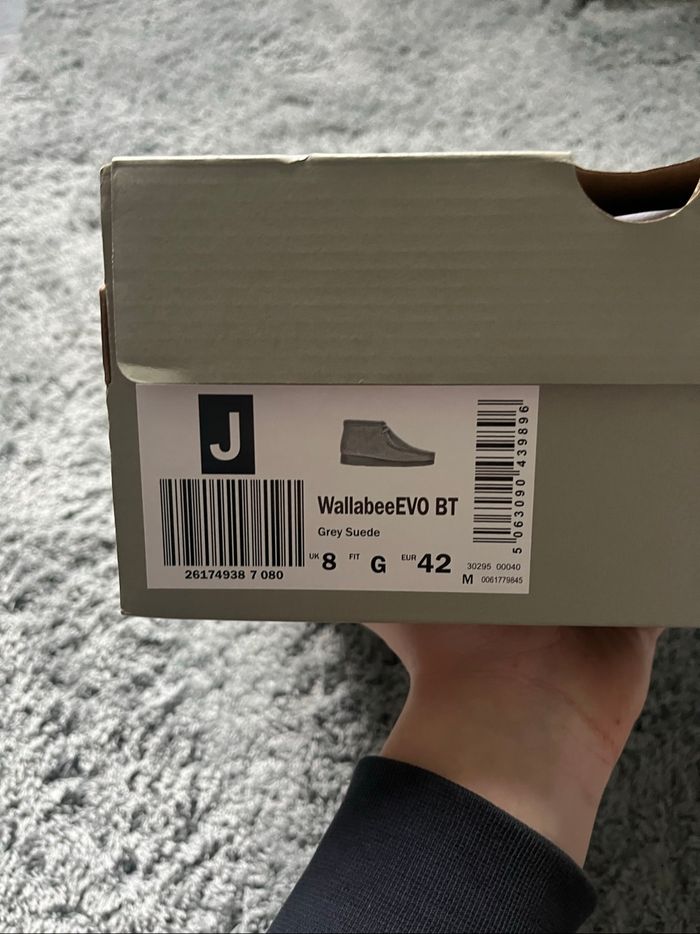 J
26174938 7 080
WallabeeEVO BT
Grey Suede
UK 8 FIT G EUR 42
30295 00040
M 0061779845
5 063090 439896